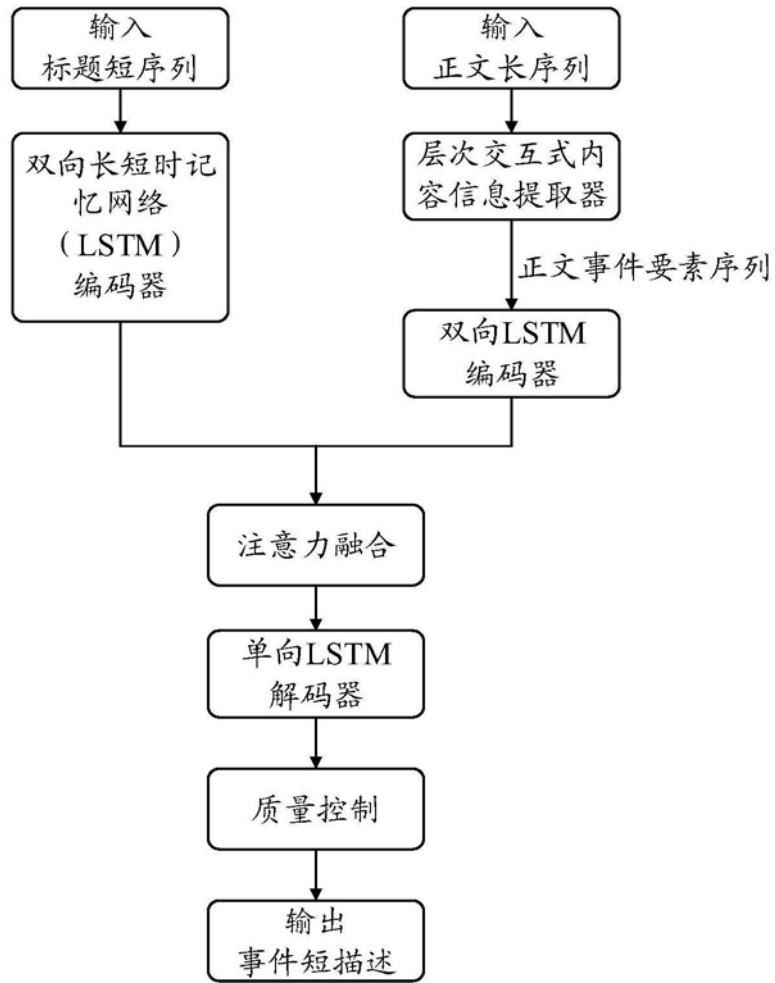 输入
标题短序列
输入
正文长序列
双向长短时记
忆网络
（LSTM）
编码器
层次交互式内
容信息提取器
正文事件要素序列
双向LSTM
编码器
注意力融合
单向LSTM
解码器
质量控制
输出
事件短描述